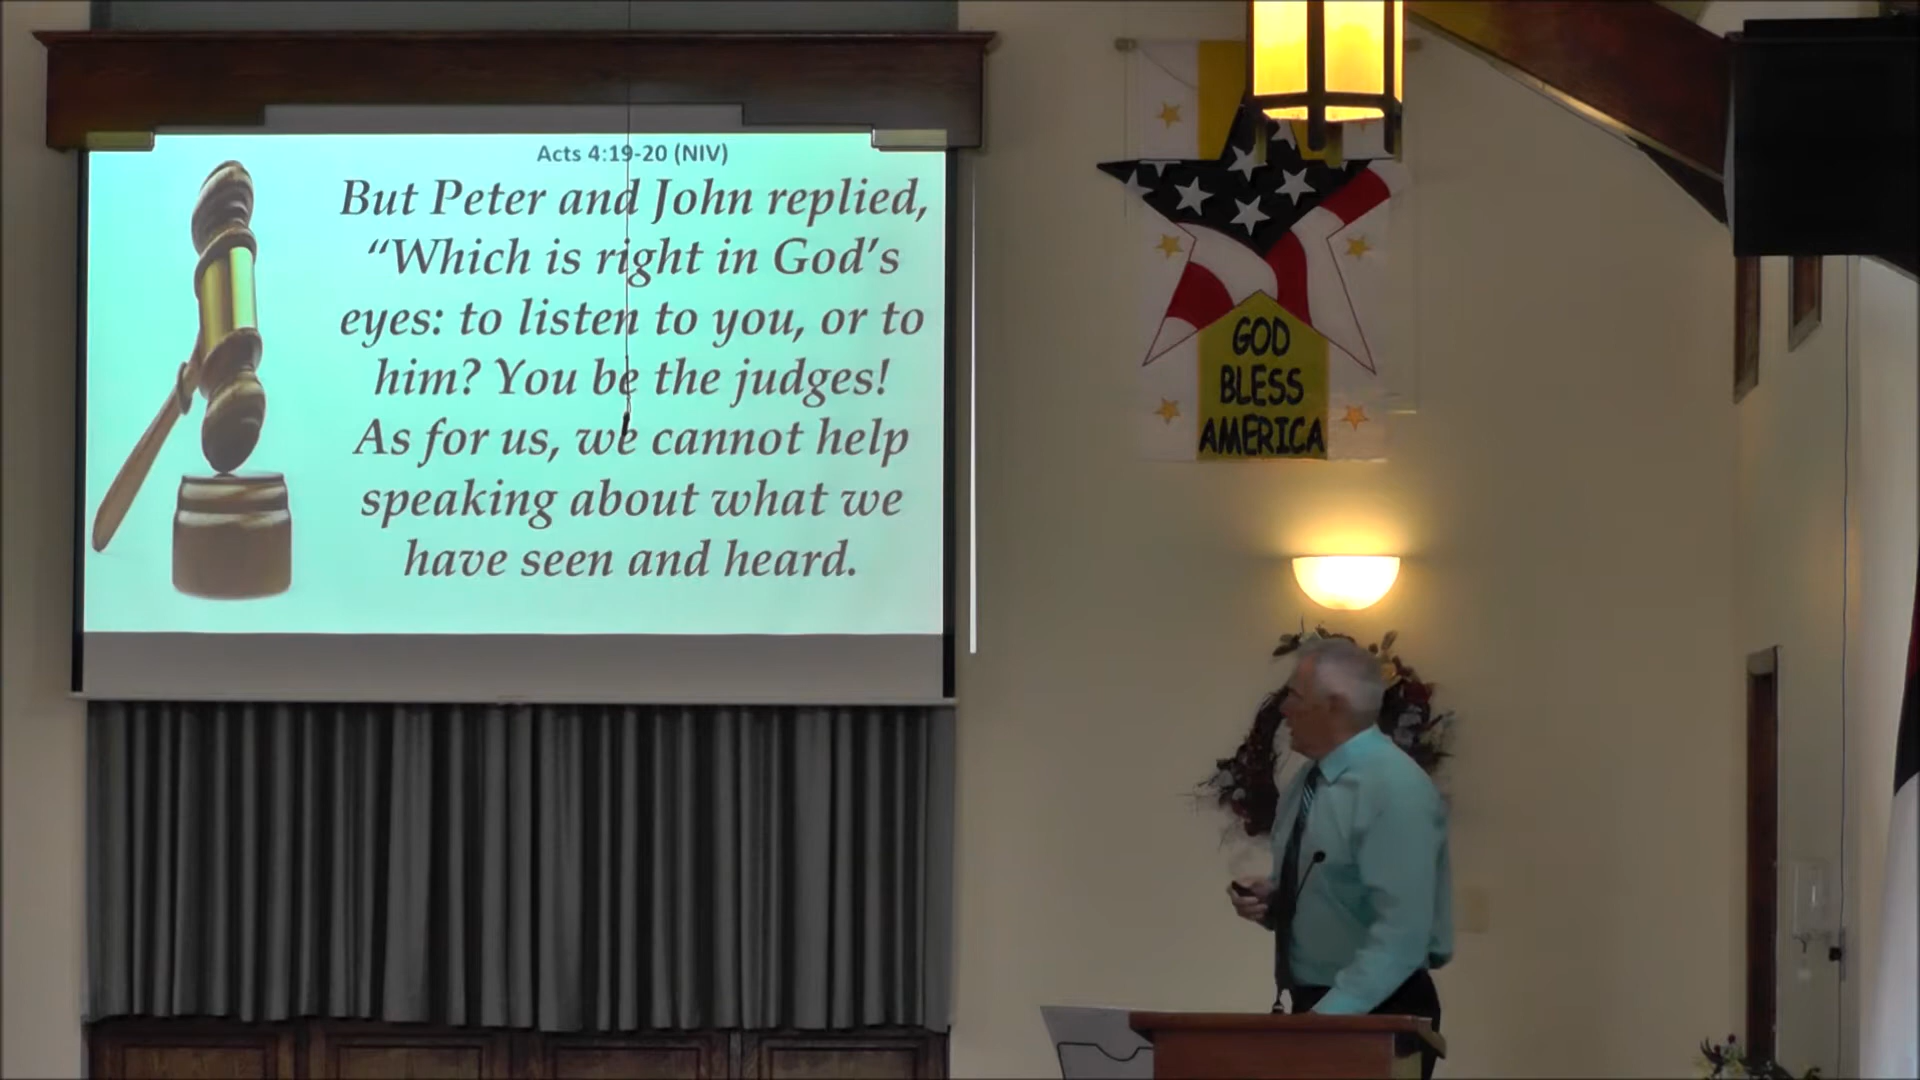 Acts 4:19-20 (NIV)
But Peter and John replied,
“Which is right in God’s
eyes: to listen to you, or to
him? You be the judges!
As for us, we cannot help
speaking about what we
have seen and heard.
GOD
BLESS
AMERICA